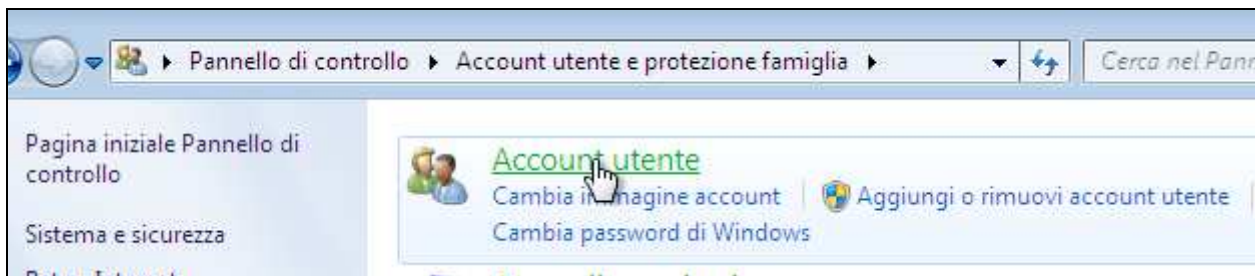 Pannello di controllo Account utente e protezione famiglia
Cerca nel
Pagina iniziale Pannello di
controllo
Sistema e sicurezza
Account utente
Cambia immagine account Aggiungi o rimuovi account utente
Cambia password di Windows